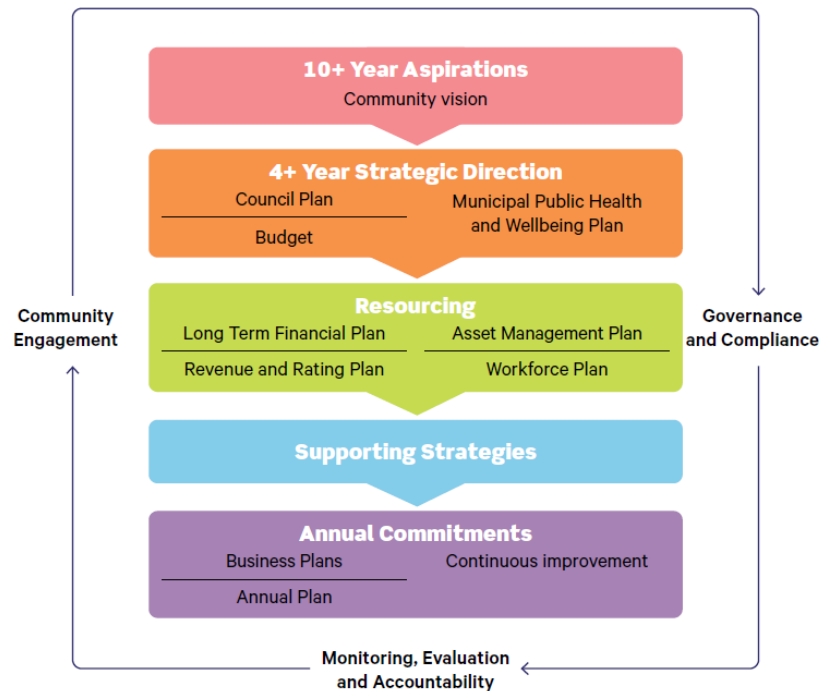 10+ Year Aspirations
Community vision
4+ Year Strategic Direction
Council Plan
Budget
Municipal Public Health
and Wellbeing Plan
Community
Engagement
Governance
and Compliance
Resourcing
Long Term Financial Plan
Asset Management Plan
Revenue and Rating Plan
Workforce Plan
Supporting Strategies
Annual Commitments
Business Plans
Continuous improvement
Annual Plan
Monitoring, Evaluation
and Accountability